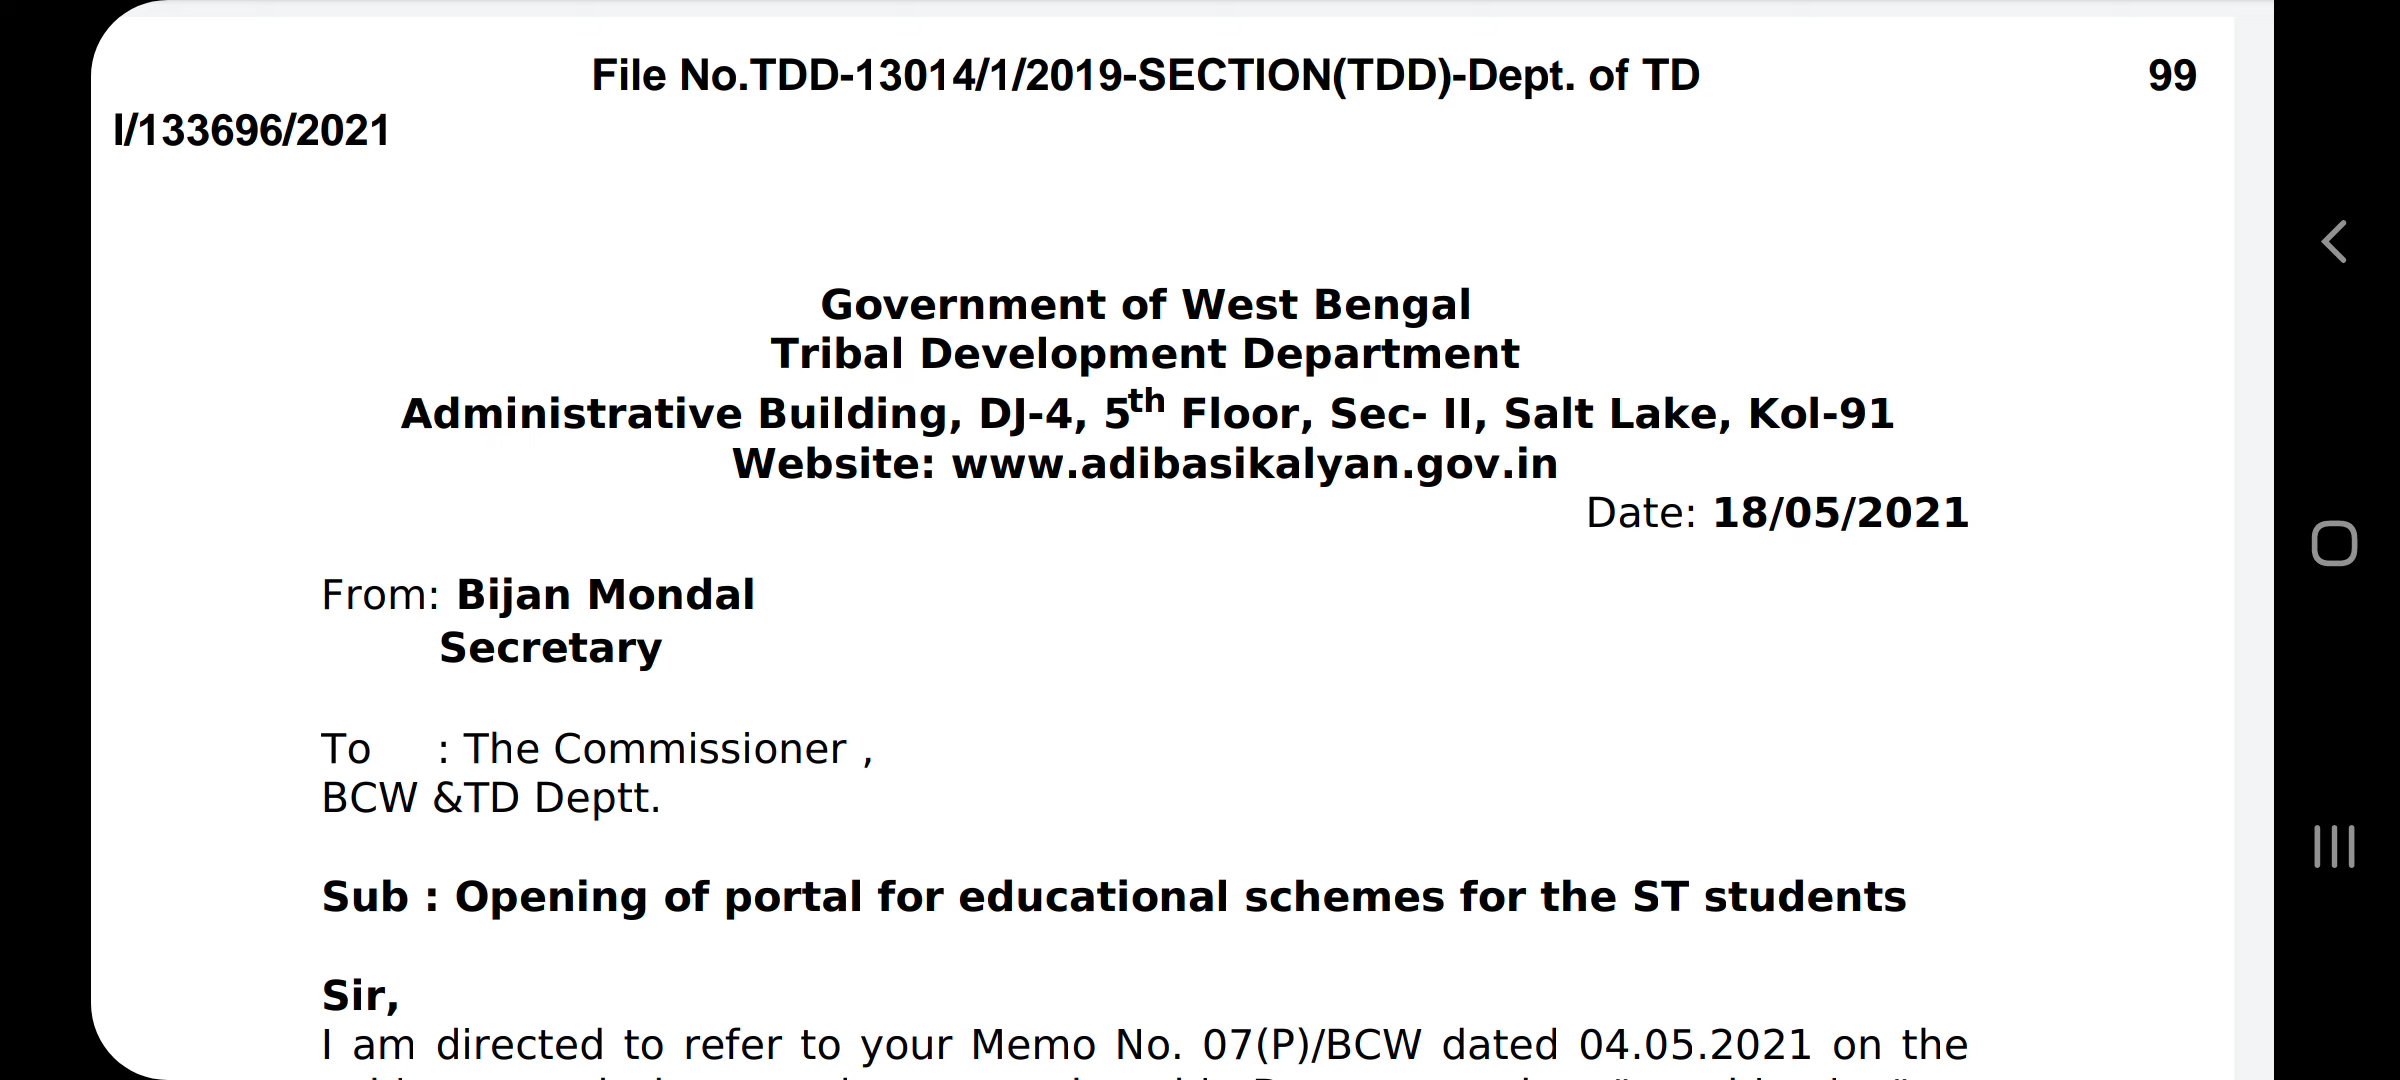 File No.TDD-13014/1/2019-SECTION(TDD)-Dept. of TD 99
I/133696/2021
Government of West Bengal
Tribal Development Department
Administrative Building, DJ-4, 5th Floor, Sec- II, Salt Lake, Kol-91
Website: www.adibasikalyan.gov.in
Date: 18/05/2021
From: Bijan Mondal
Secretary
To : The Commissioner ,
BCW &TD Deptt.
Sub : Opening of portal for educational schemes for the ST students
Sir,
I am directed to refer to your Memo No. 07(P)/BCW dated 04.05.2021 on the